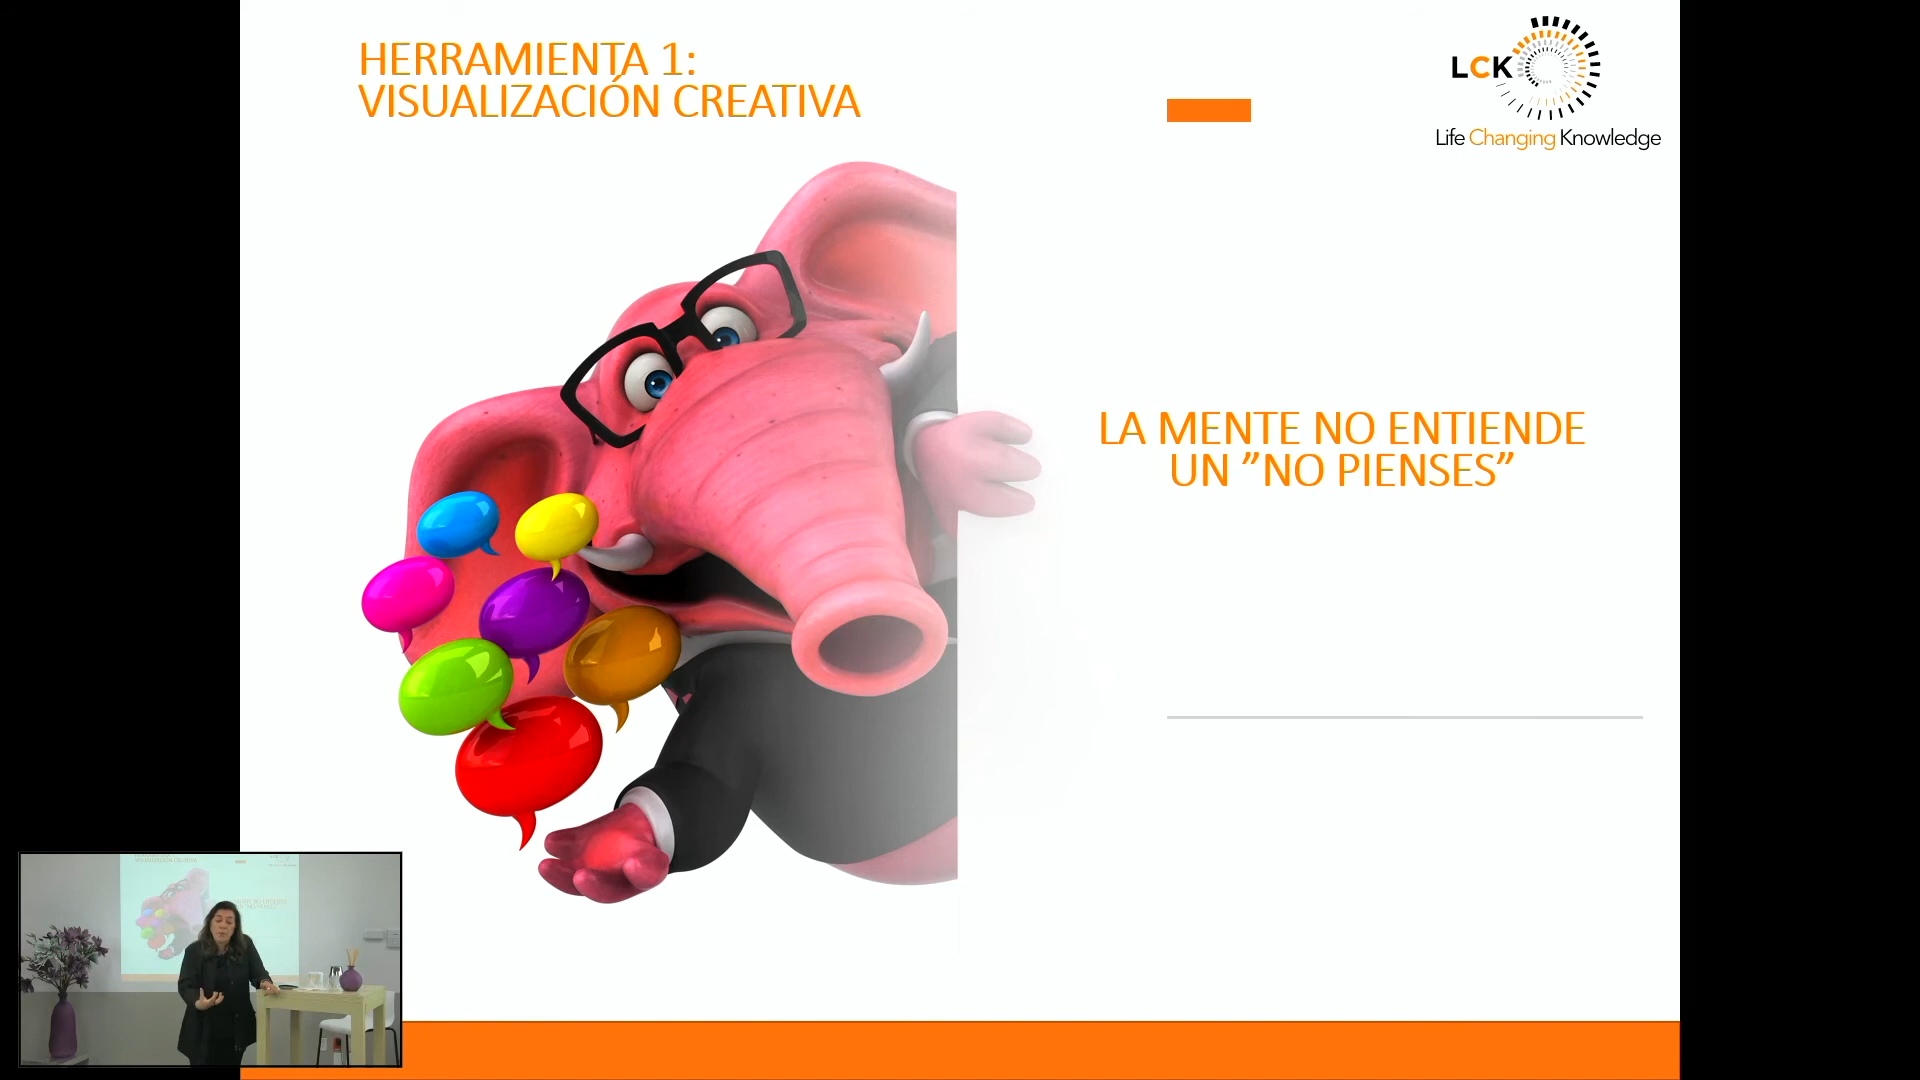 HERRAMIENTA 1:
VISUALIZACIÓN CREATIVA
LCK
Life Changing Knowledge
LA MENTE NO ENTIENDE
UN ”NO PIENSES”